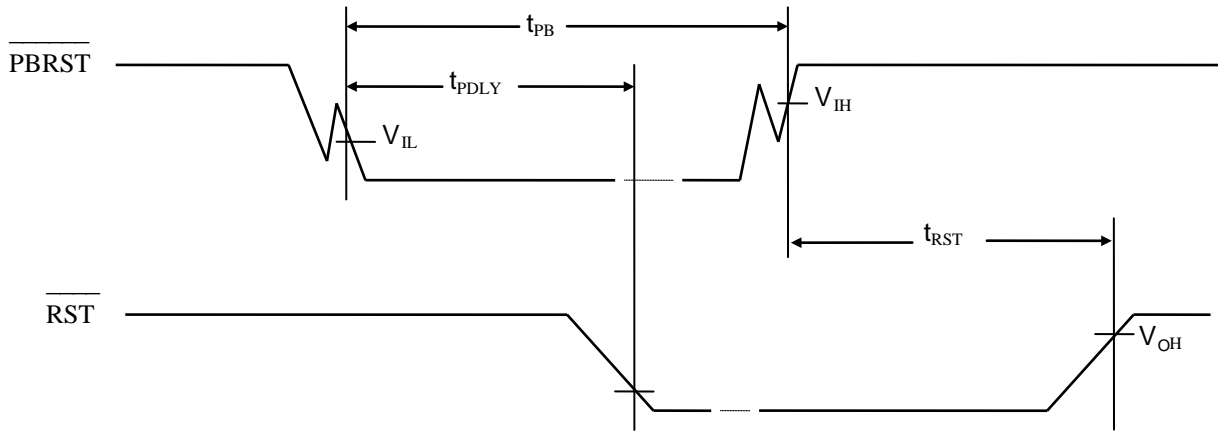 t_PB
PBRST
t_PDLY
V_IH
V_IL
t_RST
RST
V_OH